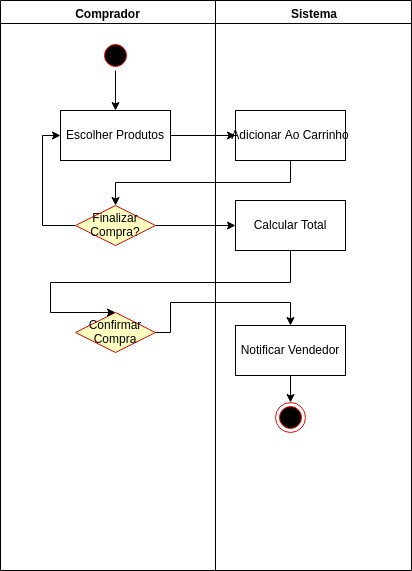 Comprador
Sistema
Escolher Produtos
Adicionar Ao Carrinho
Finalizar
Compra?
Calcular Total
Confirmar
Compra
Notificar Vendedor